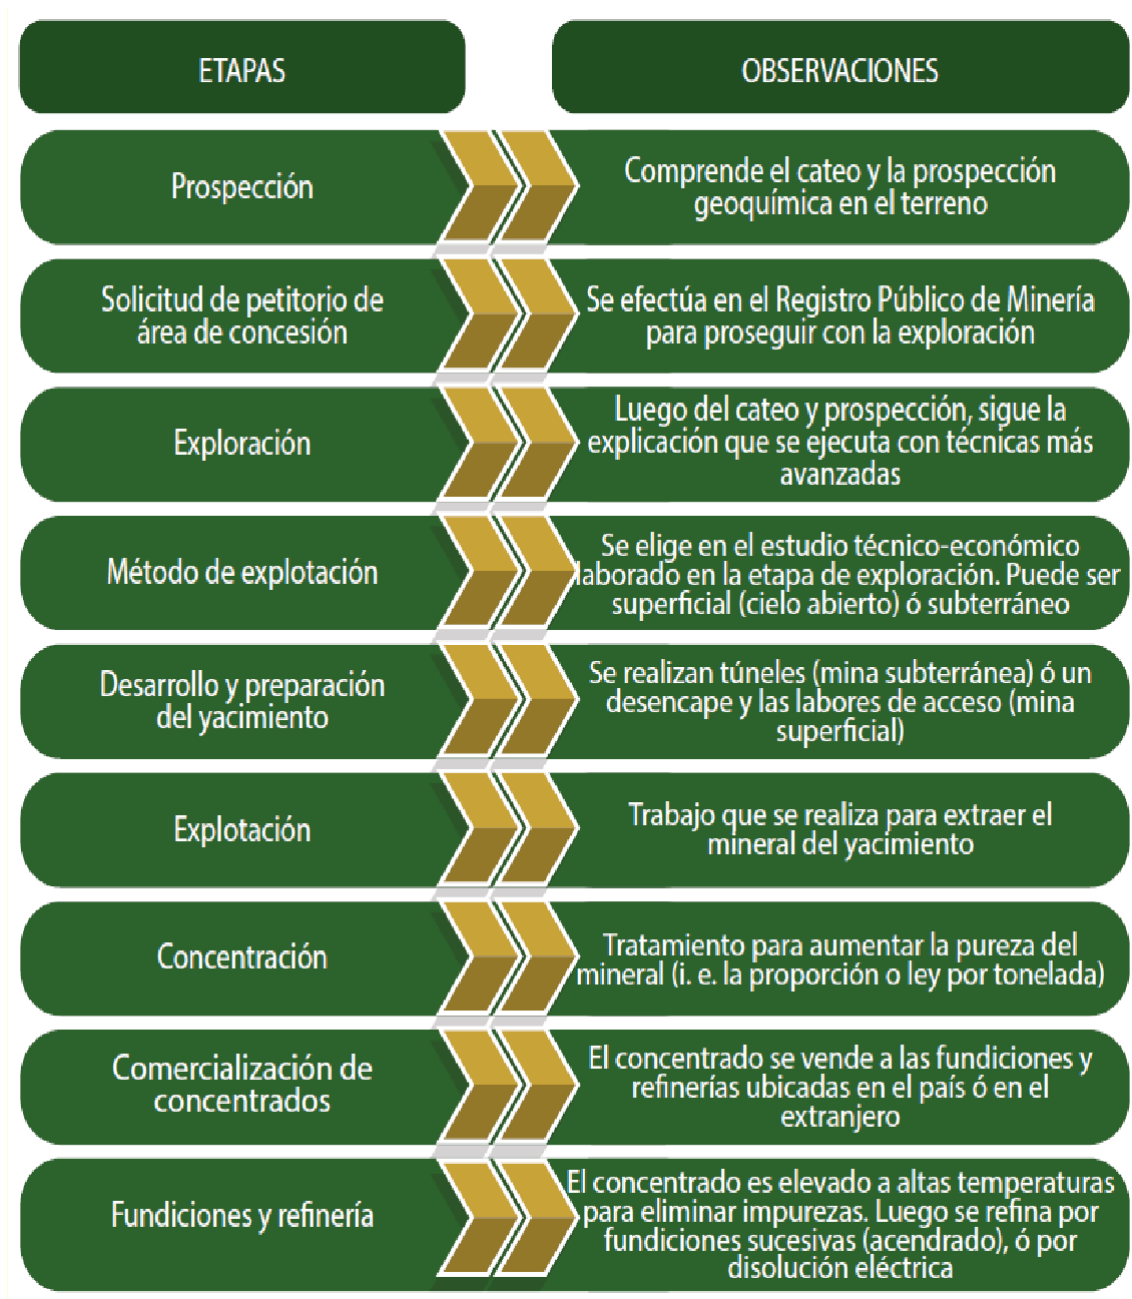 ETAPAS
OBSERVACIONES
Prospección
Comprende el cateo y la prospección
geoquímica en el terreno
Solicitud de petitorio de
área de concesión
Se efectúa en el Registro Público de Minería
para proseguir con la exploración
Exploración
Luego del cateo y prospección, sigue la
explicación que se ejecuta con técnicas más
avanzadas
Método de explotación
Se elige en el estudio técnico-económico
laborado en la etapa de exploración. Puede ser
superficial (cielo abierto) ó subterráneo
Desarrollo y preparación
del yacimiento
Se realizan túneles (mina subterránea) ó un
desencape y las labores de acceso (mina
superficial)
Explotación
Trabajo que se realiza para extraer el
mineral del yacimiento
Concentración
Tratamiento para aumentar la pureza del
mineral (i. e. la proporción o ley por tonelada)
Comercialización de
concentrados
El concentrado se vende a las fundiciones y
refinerías ubicadas en el país ó en el
extranjero
Fundiciones y refinería
El concentrado es elevado a altas temperaturas
para eliminar impurezas. Luego se refina por
fundiciones sucesivas (acendrado), ó por
disolución eléctrica